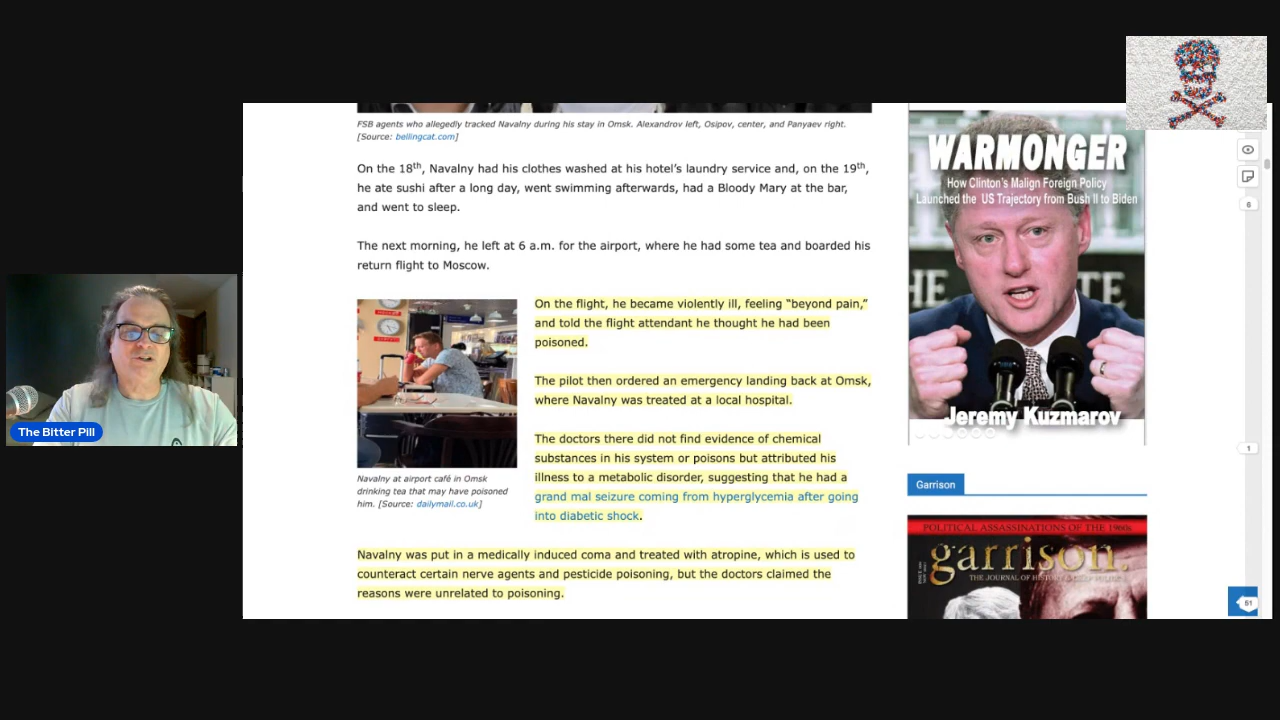 FSB agents who allegedly tracked Navalny during his stay in Omsk. Alexandrov left, Osipov, center, and Panyaev right.
[Source: bellingcat.com]
On the 18th, Navalny had his clothes washed at his hotel's laundry service and, on the 19th,
he ate sushi after a long day, went swimming afterwards, had a Bloody Mary at the bar,
and went to sleep.
The next morning, he left at 6 a.m. for the airport, where he had some tea and boarded his
return flight to Moscow.
On the flight, he became violently ill, feeling “beyond pain,”
and told the flight attendant he thought he had been
poisoned.
The pilot then ordered an emergency landing back at Omsk,
where Navalny was treated at a local hospital.
The doctors there did not find evidence of chemical
substances in his system or poisons but attributed his
illness to a metabolic disorder, suggesting that he had a
grand mal seizure coming from hyperglycemia after going
into diabetic shock.
Navalny at airport café in Omsk
drinking tea that may have poisoned
him. [Source: dailymail.co.uk]
Navalny was put in a medically induced coma and treated with atropine, which is used to
counteract certain nerve agents and pesticide poisoning, but the doctors claimed the
reasons were unrelated to poisoning.
WARMONGER
How Clinton's Malign Foreign Policy
Launched the US Trajectory from Bush II to Biden
THE
TE
Jeremy Kuzmarov
Garrison
POLITICAL ASSASSINATIONS OF THE 1960s
garrison.
THE JOURNAL OF HISTORY & DEEP POLITICS
The Bitter Pill
6
1
51